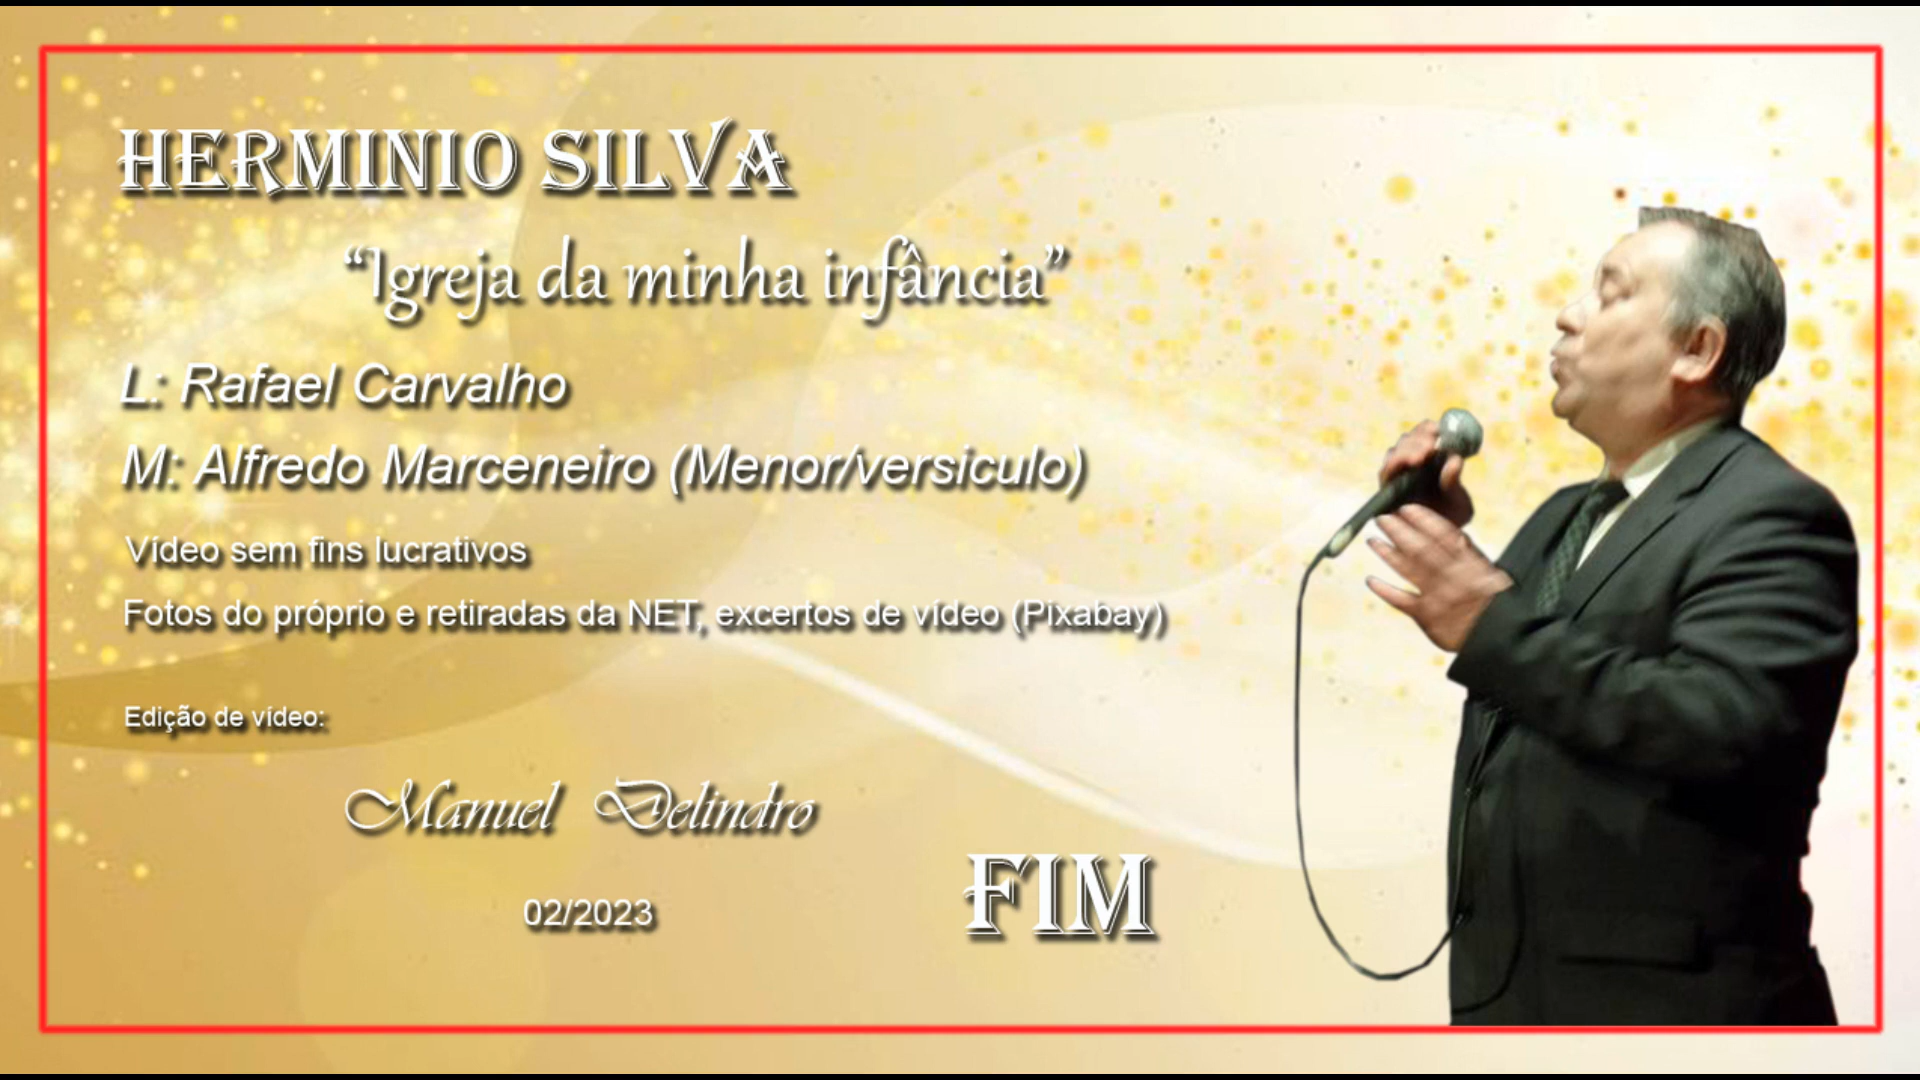 HERMINIO SILVA
“Igreja da minha infância”
L: Rafael Carvalho
M: Alfredo Marceneiro (Menor/versiculo)
Vídeo sem fins lucrativos
Fotos do próprio e retiradas da NET, excertos de vídeo (Pixabay)
Edição de vídeo:
Manuel Delindro
02/2023
FIM